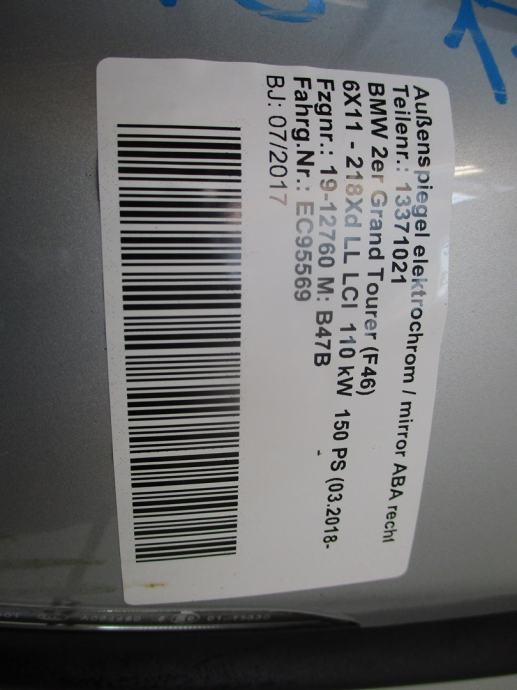 Außenspiegel elektrochrom / mirror ABA recht
Teilenr.: 13371021
BMW 2er Grand Tourer (F46)
6X11 - 218Xd LL LCI 110 kW 150 PS (03.2018-
-
Fzgnr.: 19-12760 M: B47B
Fahrg.Nr.: EC95569
BJ: 07/2017